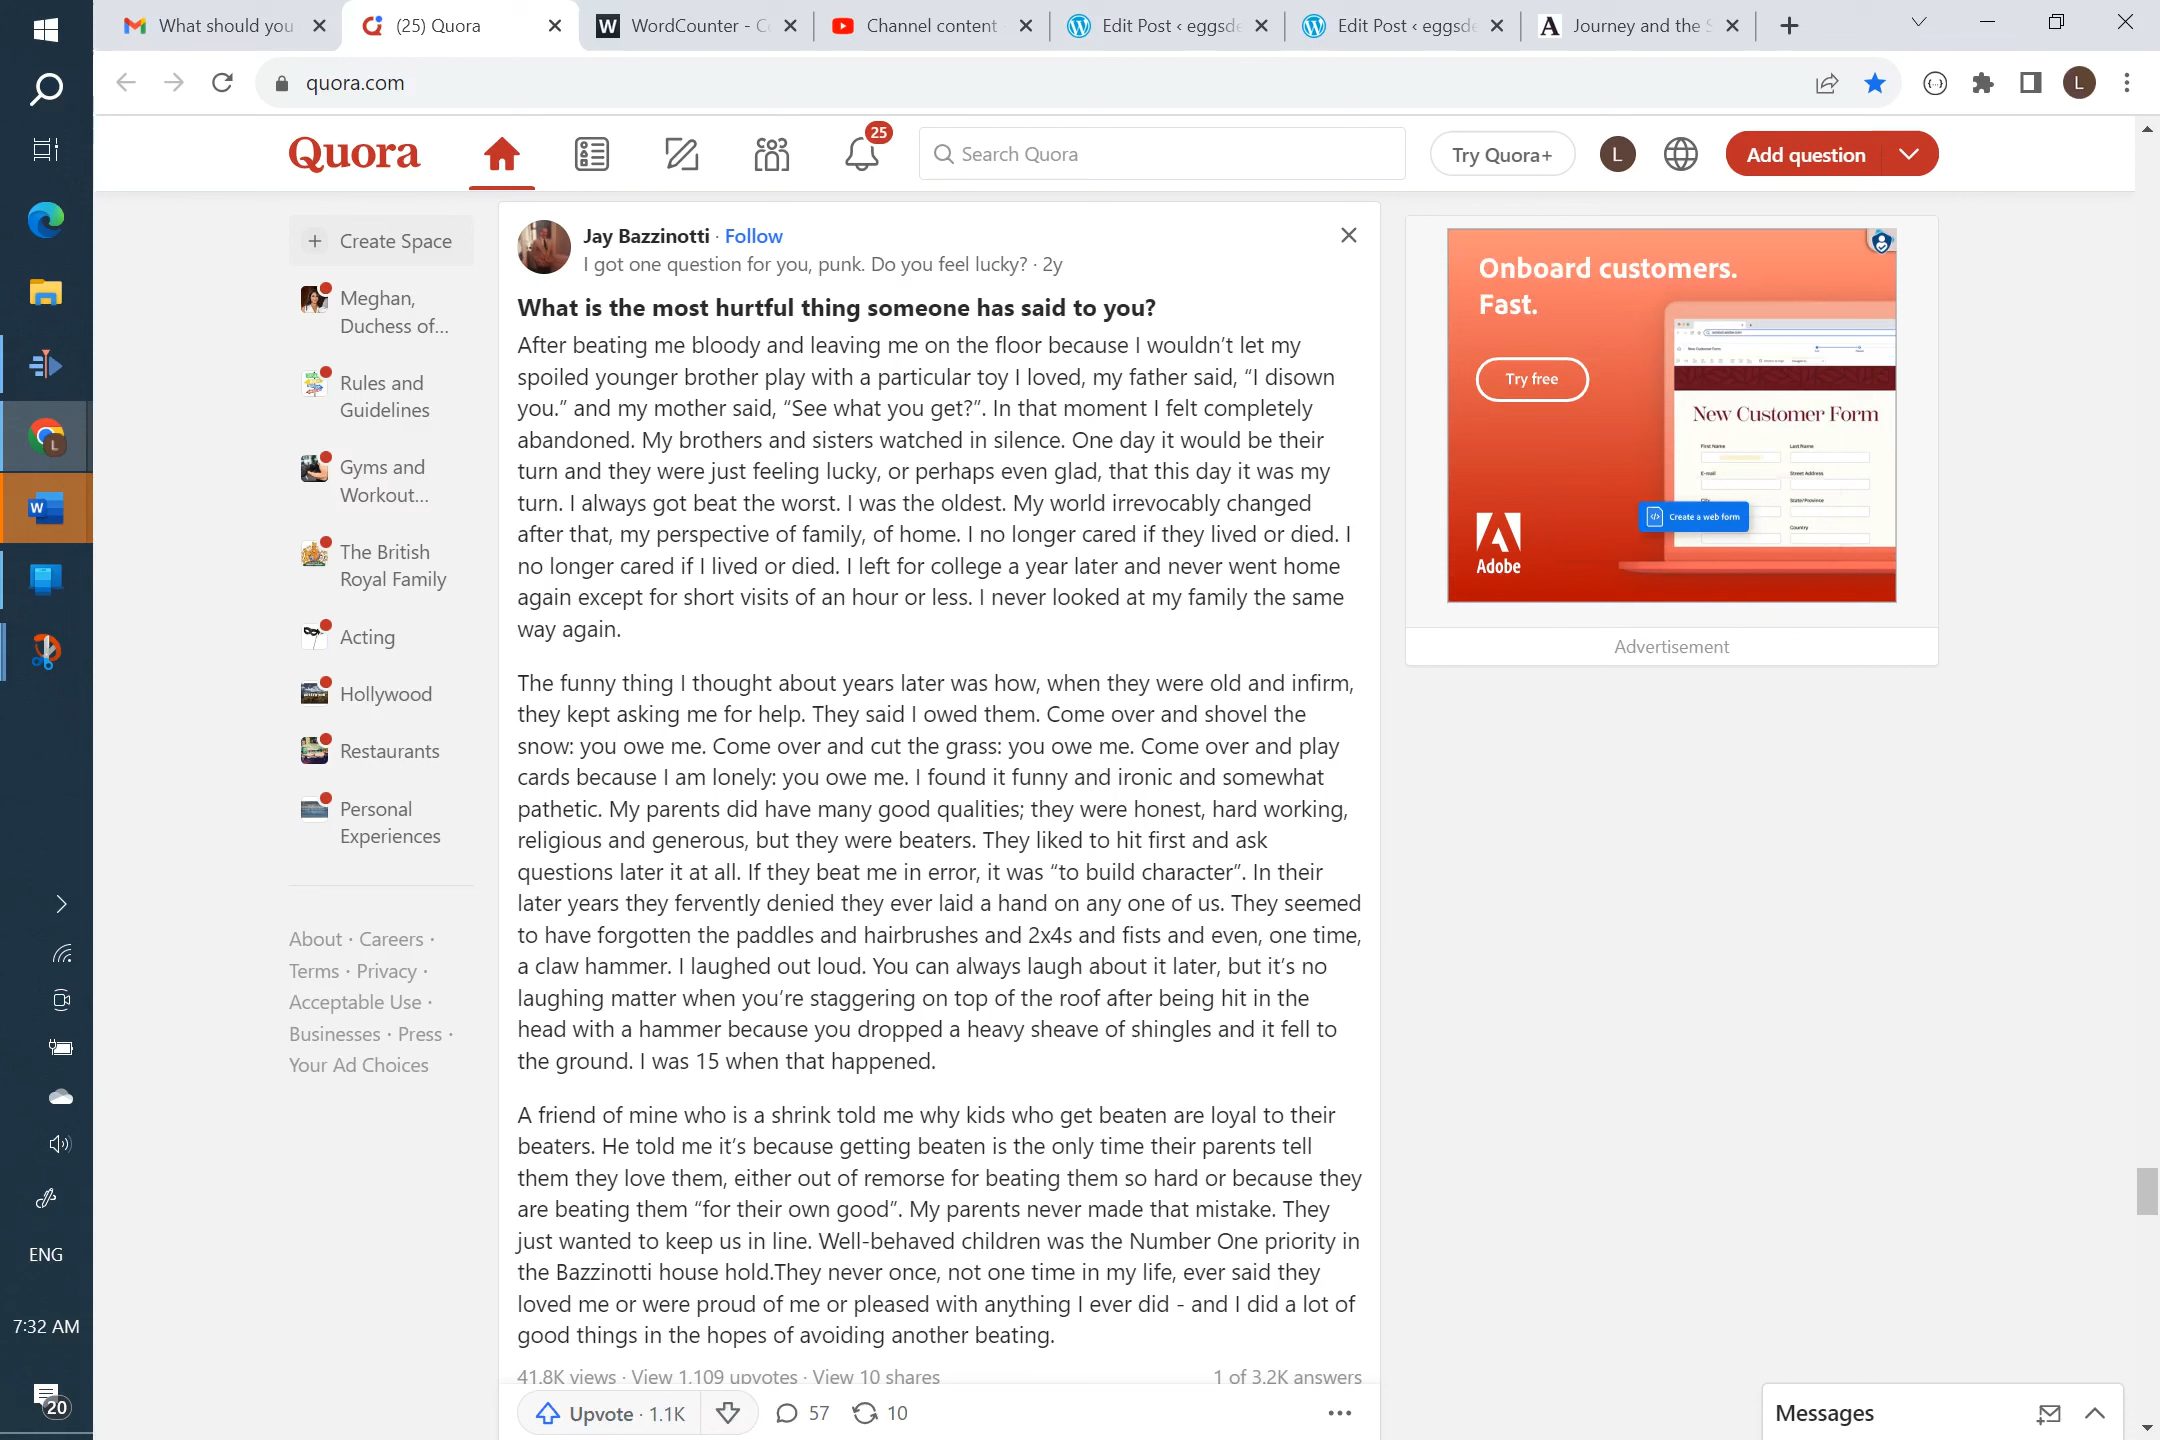 What should you
(25) Quora
WordCounter - C
Channel content
Edit Post ‹ eggsde
Edit Post ‹ eggsde
Journey and the S
quora.com
L
Quora
25
Search Quora
Try Quora+
L
Add question
Create Space
Meghan,
Duchess of...
Rules and
Guidelines
Gyms and
Workout...
The British
Royal Family
Acting
Hollywood
Restaurants
Personal
Experiences
About · Careers ·
Terms · Privacy ·
Acceptable Use ·
Businesses · Press ·
Your Ad Choices
Jay Bazzinotti · Follow
I got one question for you, punk. Do you feel lucky? · 2y
What is the most hurtful thing someone has said to you?
After beating me bloody and leaving me on the floor because I wouldn’t let my
spoiled younger brother play with a particular toy I loved, my father said, “I disown
you.” and my mother said, “See what you get?”. In that moment I felt completely
abandoned. My brothers and sisters watched in silence. One day it would be their
turn and they were just feeling lucky, or perhaps even glad, that this day it was my
turn. I always got beat the worst. I was the oldest. My world irrevocably changed
after that, my perspective of family, of home. I no longer cared if they lived or died. I
no longer cared if I lived or died. I left for college a year later and never went home
again except for short visits of an hour or less. I never looked at my family the same
way again.
The funny thing I thought about years later was how, when they were old and infirm,
they kept asking me for help. They said I owed them. Come over and shovel the
snow: you owe me. Come over and cut the grass: you owe me. Come over and play
cards because I am lonely: you owe me. I found it funny and ironic and somewhat
pathetic. My parents did have many good qualities; they were honest, hard working,
religious and generous, but they were beaters. They liked to hit first and ask
questions later it at all. If they beat me in error, it was “to build character”. In their
later years they fervently denied they ever laid a hand on any one of us. They seemed
to have forgotten the paddles and hairbrushes and 2x4s and fists and even, one time,
a claw hammer. I laughed out loud. You can always laugh about it later, but it’s no
laughing matter when you’re staggering on top of the roof after being hit in the
head with a hammer because you dropped a heavy sheave of shingles and it fell to
the ground. I was 15 when that happened.
A friend of mine who is a shrink told me why kids who get beaten are loyal to their
beaters. He told me it’s because getting beaten is the only time their parents tell
them they love them, either out of remorse for beating them so hard or because they
are beating them “for their own good”. My parents never made that mistake. They
just wanted to keep us in line. Well-behaved children was the Number One priority in
the Bazzinotti house hold.They never once, not one time in my life, ever said they
loved me or were proud of me or pleased with anything I ever did - and I did a lot of
good things in the hopes of avoiding another beating.
41.8K views · View 1,109 upvotes · View 10 shares
1 of 3.2K answers
Upvote · 1.1K
57
10
Onboard customers.
Fast.
Try free
Adobe
New Customer Form
First Name
Last Name
E-mail
Street Address
City
State/Province
Country
Create a web form
Advertisement
Messages
ENG
7:32 AM
20